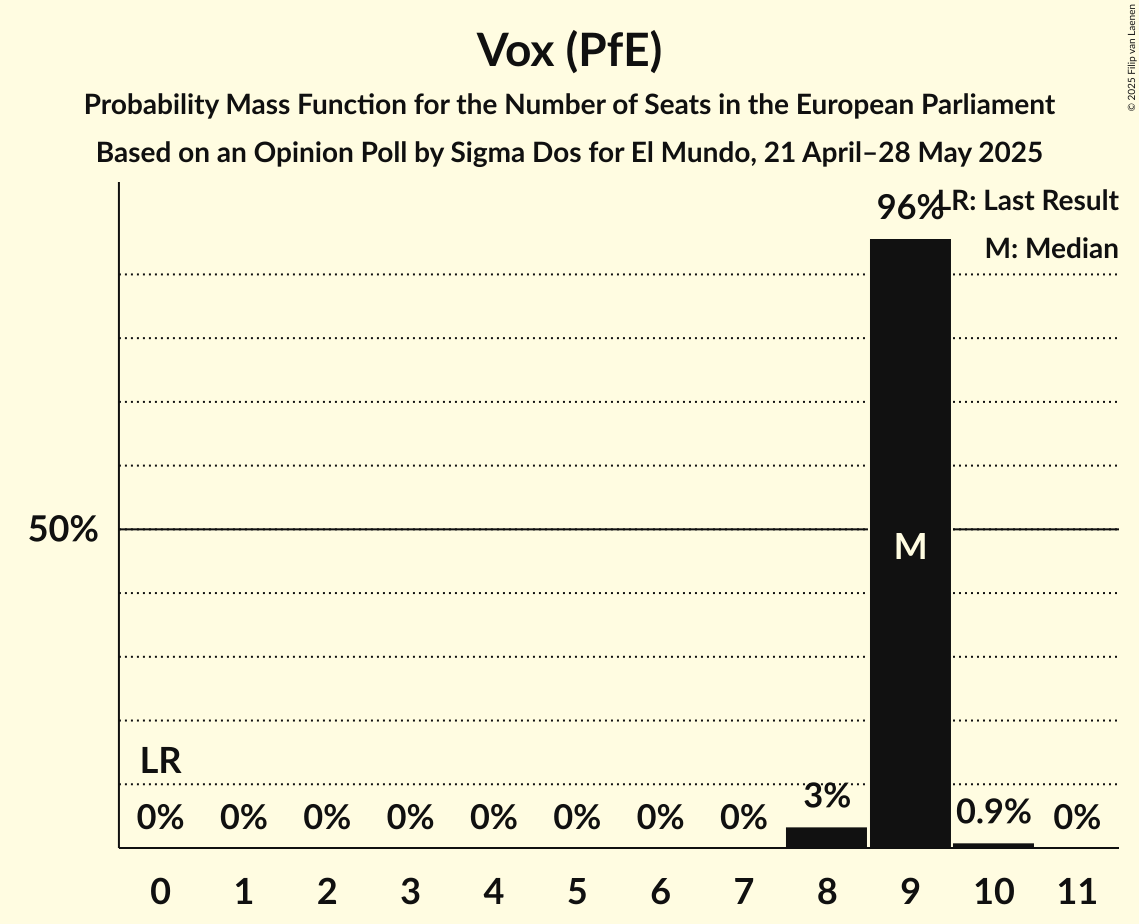 Vox (PfE)
Probability Mass Function for the Number of Seats in the European Parliament
Based on an Opinion Poll by Sigma Dos for El Mundo, 21 April–28 May 2025
© 2025 Filip van Laenen
LR: Last Result
M: Median
96%
50%
M
LR
0% 0% 0% 0% 0% 0% 0% 0% 3% 0.9% 0%
0 1 2 3 4 5 6 7 8 9 10 11